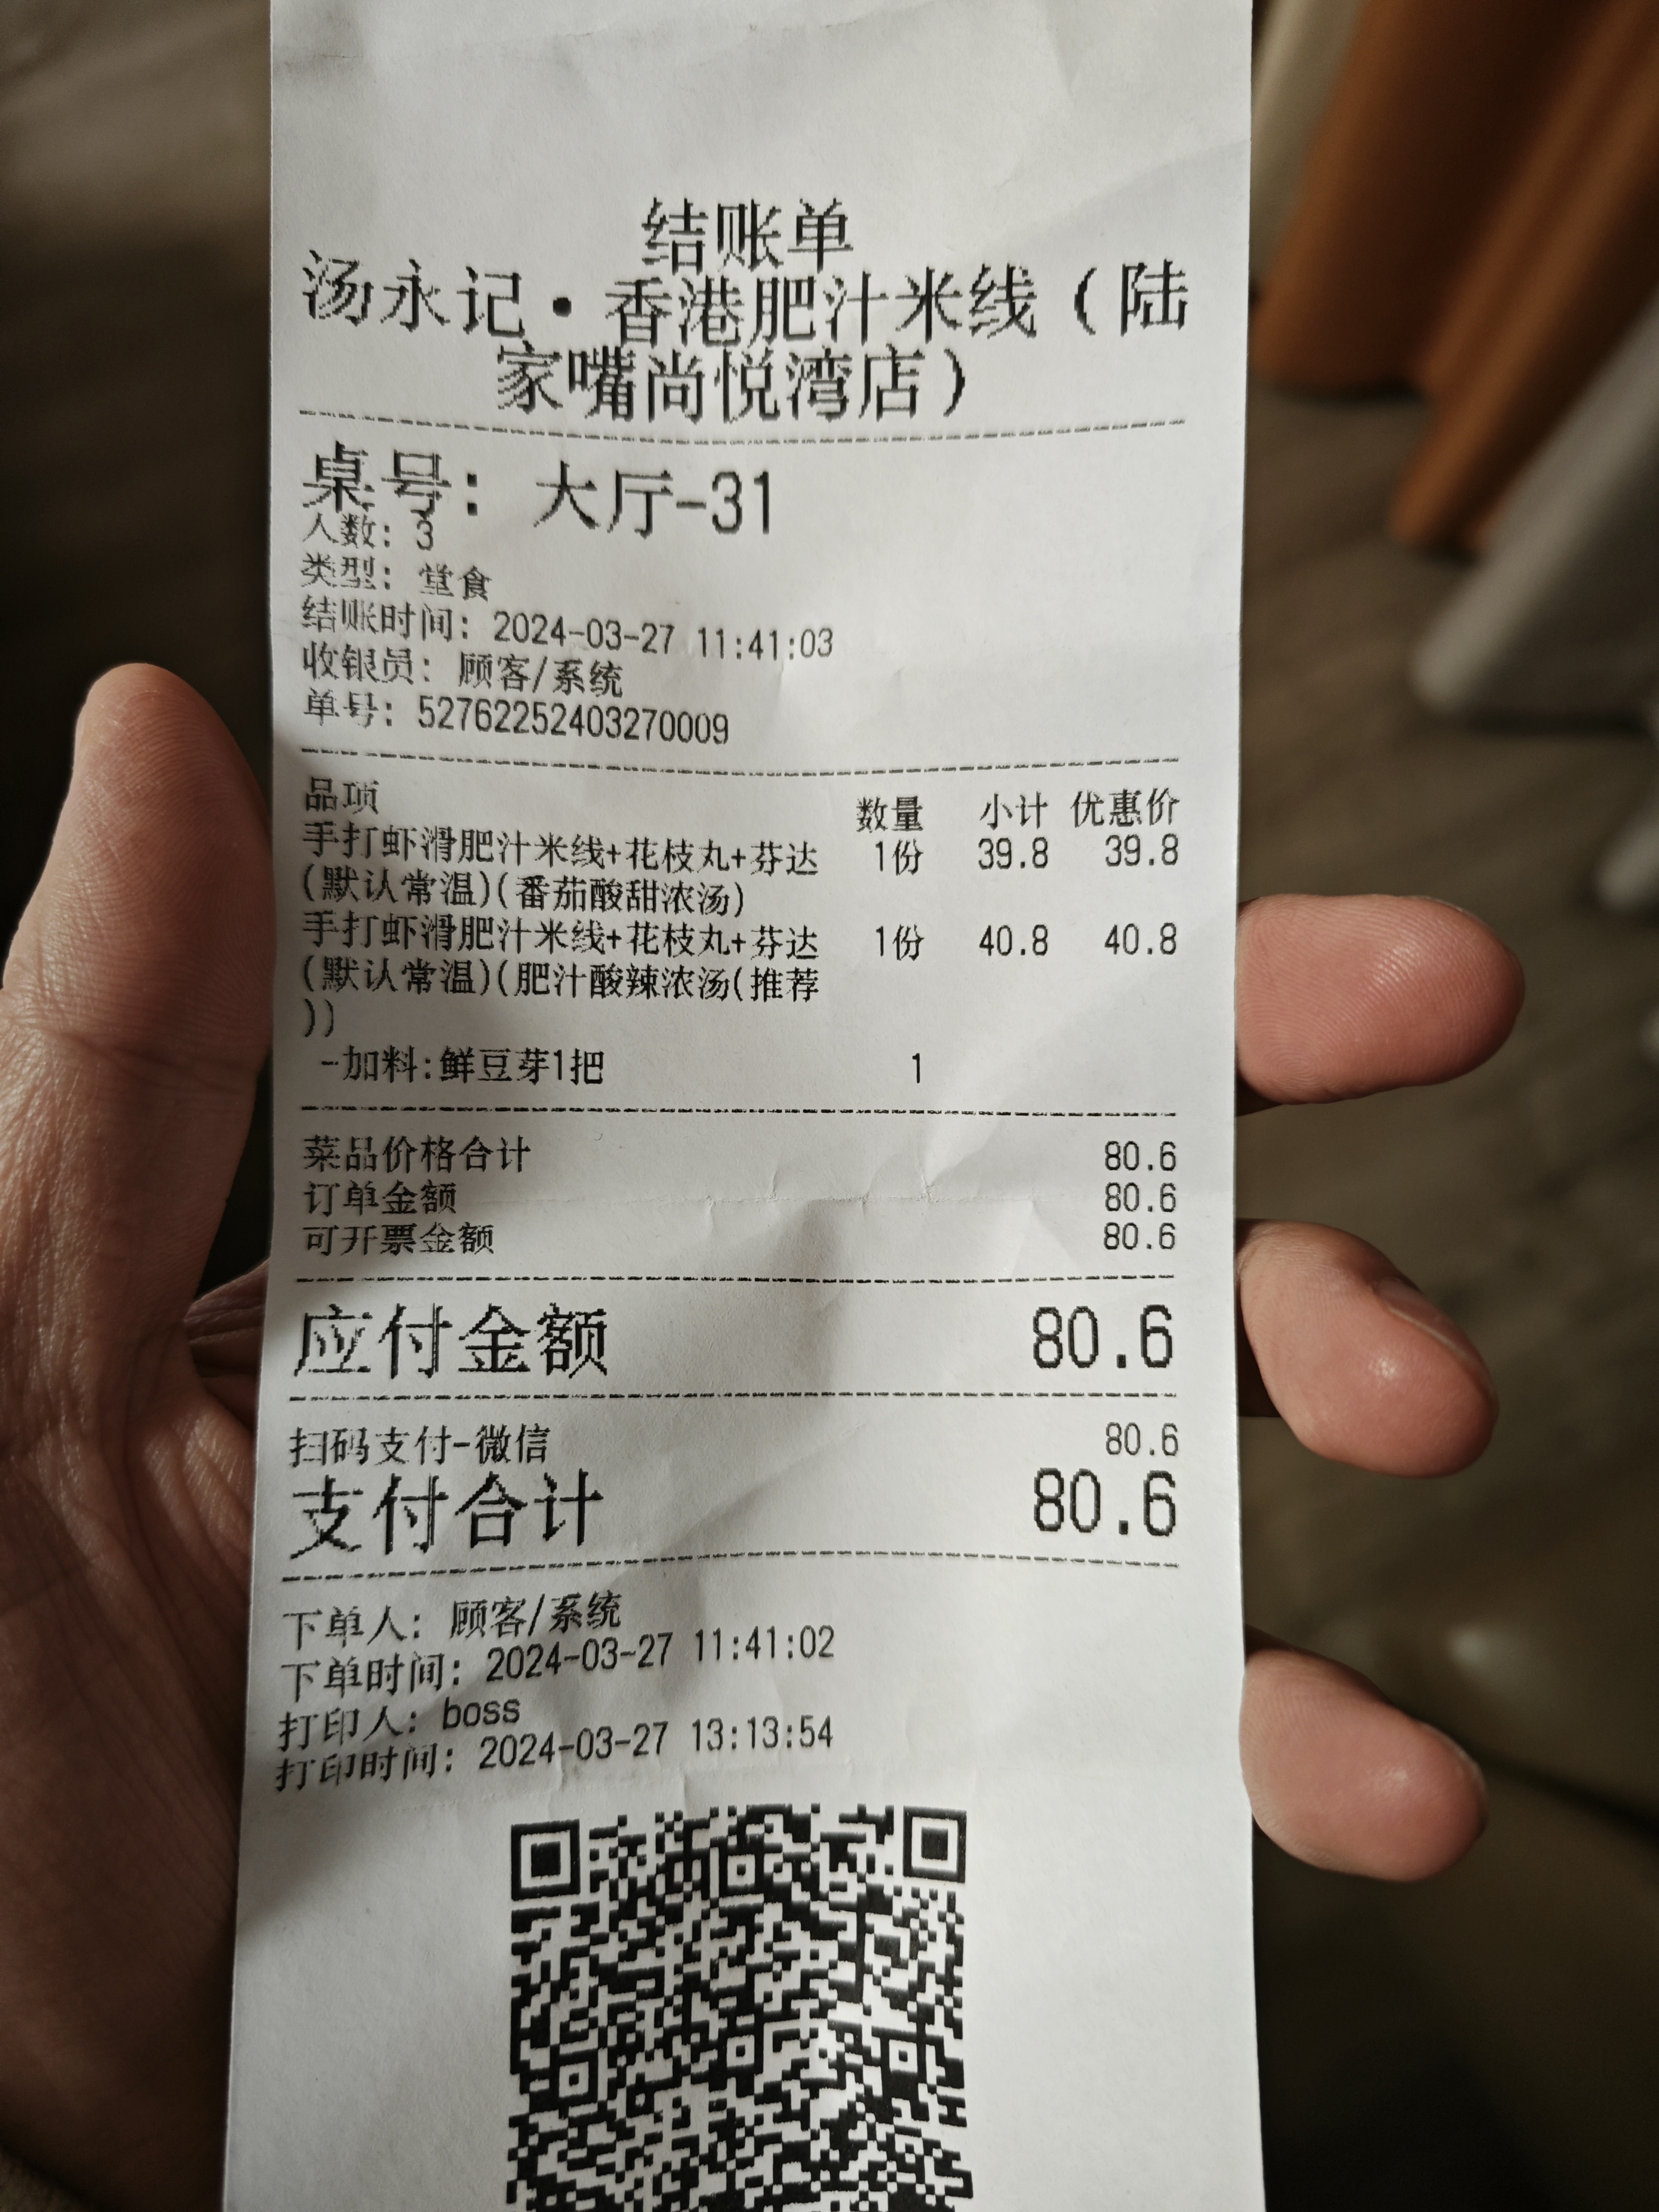 结账单
汤永记·香港肥汁米线（陆
家嘴尚悦湾店）
桌号：大厅-31
人数：3
类型：堂食
结账时间：2024-03-27 11:41:03
收银员：顾客/系统
单号：52762252403270009
品项 数量 小计 优惠价
手打虾滑肥汁米线+花枝丸+芬达 1份 39.8 39.8
(默认常温)(番茄酸甜浓汤)
手打虾滑肥汁米线+花枝丸+芬达 1份 40.8 40.8
(默认常温)(肥汁酸辣浓汤(推荐
))
-加料:鲜豆芽1把 1
菜品价格合计 80.6
订单金额 80.6
可开票金额 80.6
应付金额 80.6
扫码支付-微信 80.6
支付合计 80.6
下单人：顾客/系统
下单时间：2024-03-27 11:41:02
打印人：boss
打印时间：2024-03-27 13:13:54